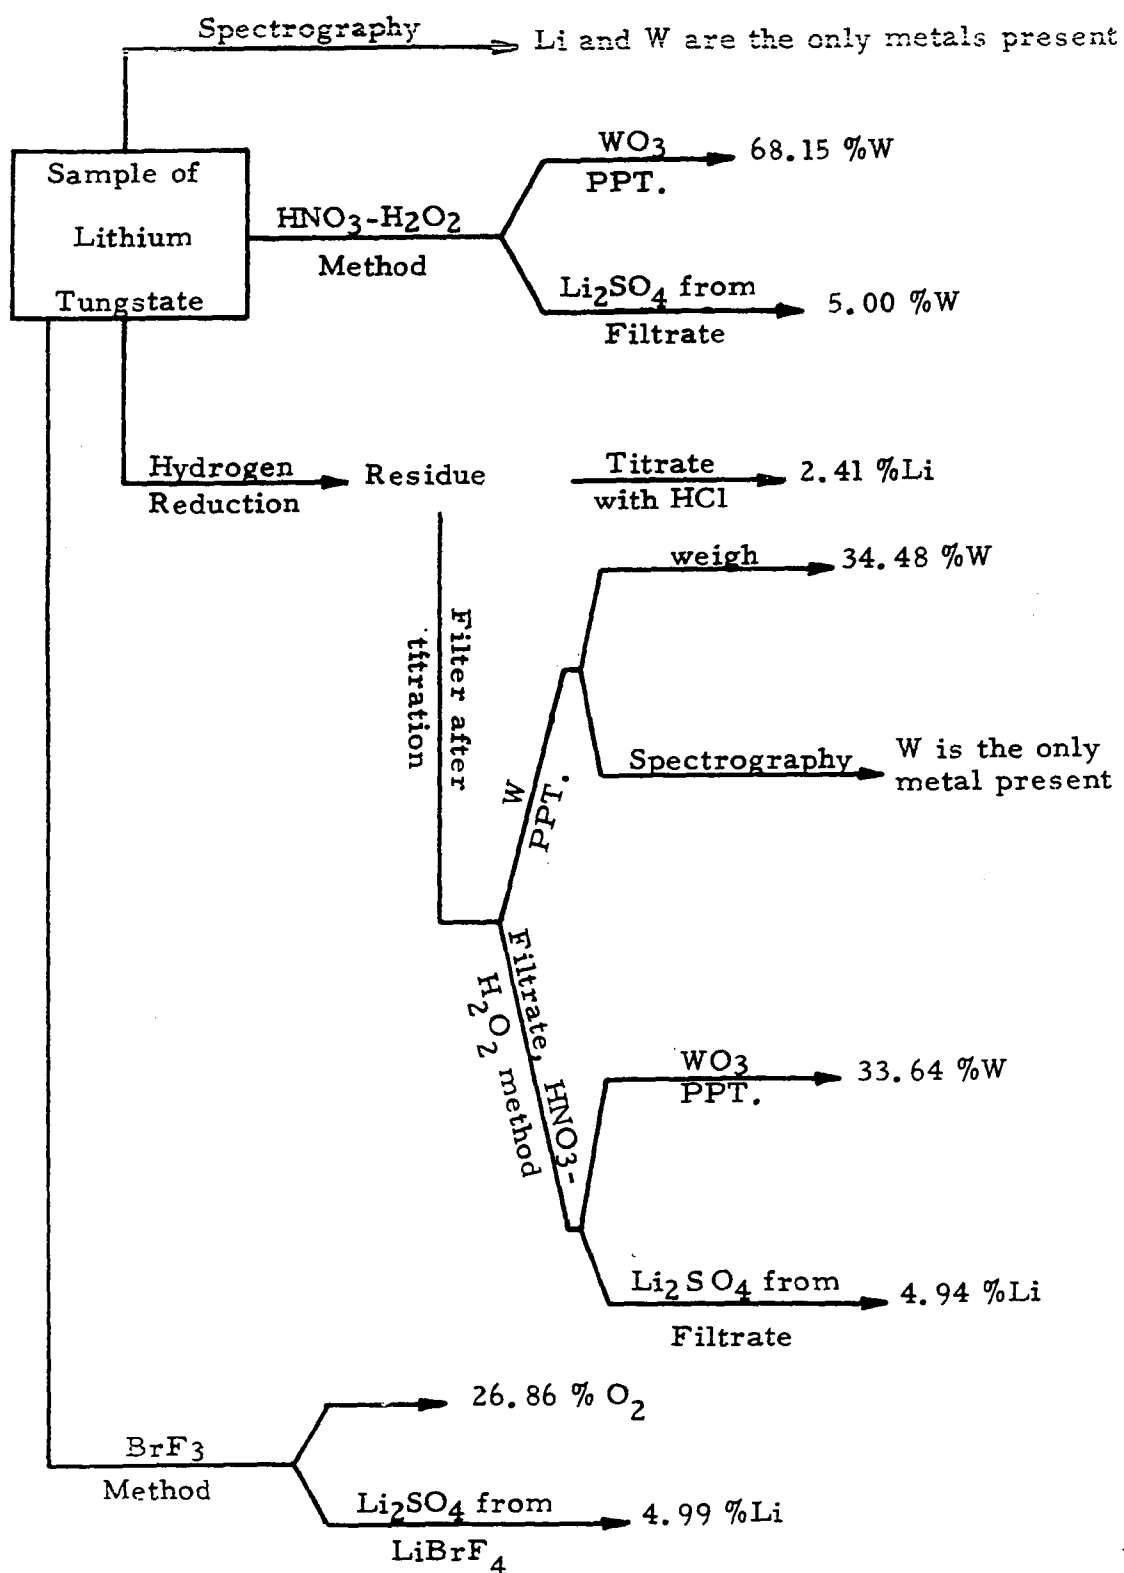 Spectrography
Li and W are the only metals present
Sample of
Lithium
Tungstate
HNO3-H2O2
Method
WO3
PPT.
68.15 %W
Li2SO4 from
Filtrate
5.00 %W
Hydrogen
Reduction
Residue
Titrate
with HCl
2.41 %Li
Filter after
titration
W
PPT.
weigh
34.48 %W
Spectrography
W is the only
metal present
Filtrate, HNO3-
H2O2 method
WO3
PPT.
33.64 %W
Li2SO4 from
Filtrate
4.94 %Li
BrF3
Method
26.86 % O2
Li2SO4 from
LiBrF4
4.99 %Li